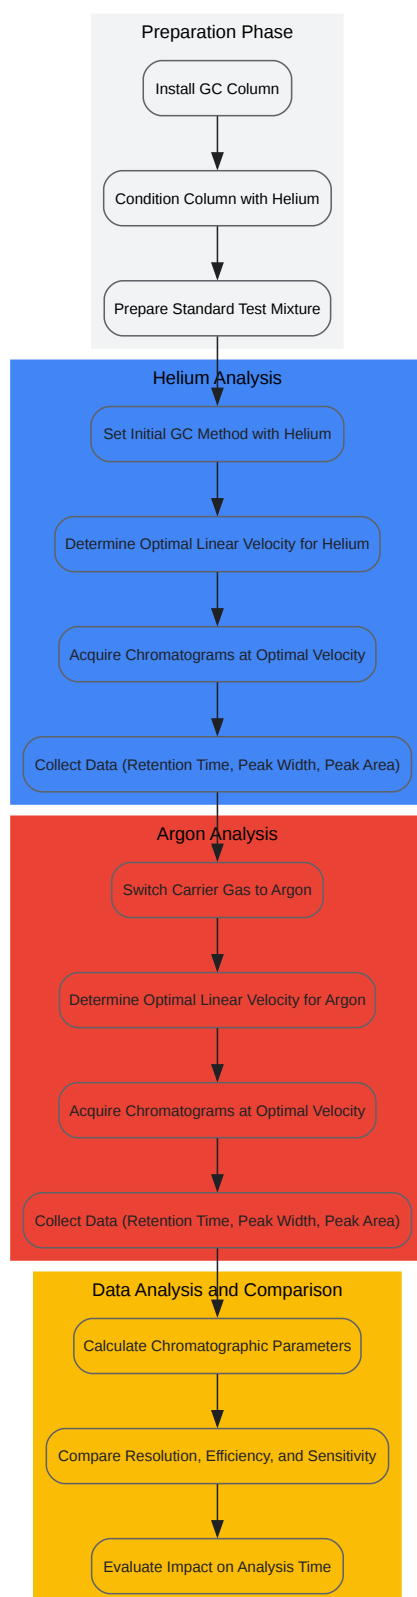 Preparation Phase
Install GC Column
Condition Column with Helium
Prepare Standard Test Mixture
Helium Analysis
Set Initial GC Method with Helium
Determine Optimal Linear Velocity for Helium
Acquire Chromatograms at Optimal Velocity
Collect Data (Retention Time, Peak Width, Peak Area)
Argon Analysis
Switch Carrier Gas to Argon
Determine Optimal Linear Velocity for Argon
Acquire Chromatograms at Optimal Velocity
Collect Data (Retention Time, Peak Width, Peak Area)
Data Analysis and Comparison
Calculate Chromatographic Parameters
Compare Resolution, Efficiency, and Sensitivity
Evaluate Impact on Analysis Time